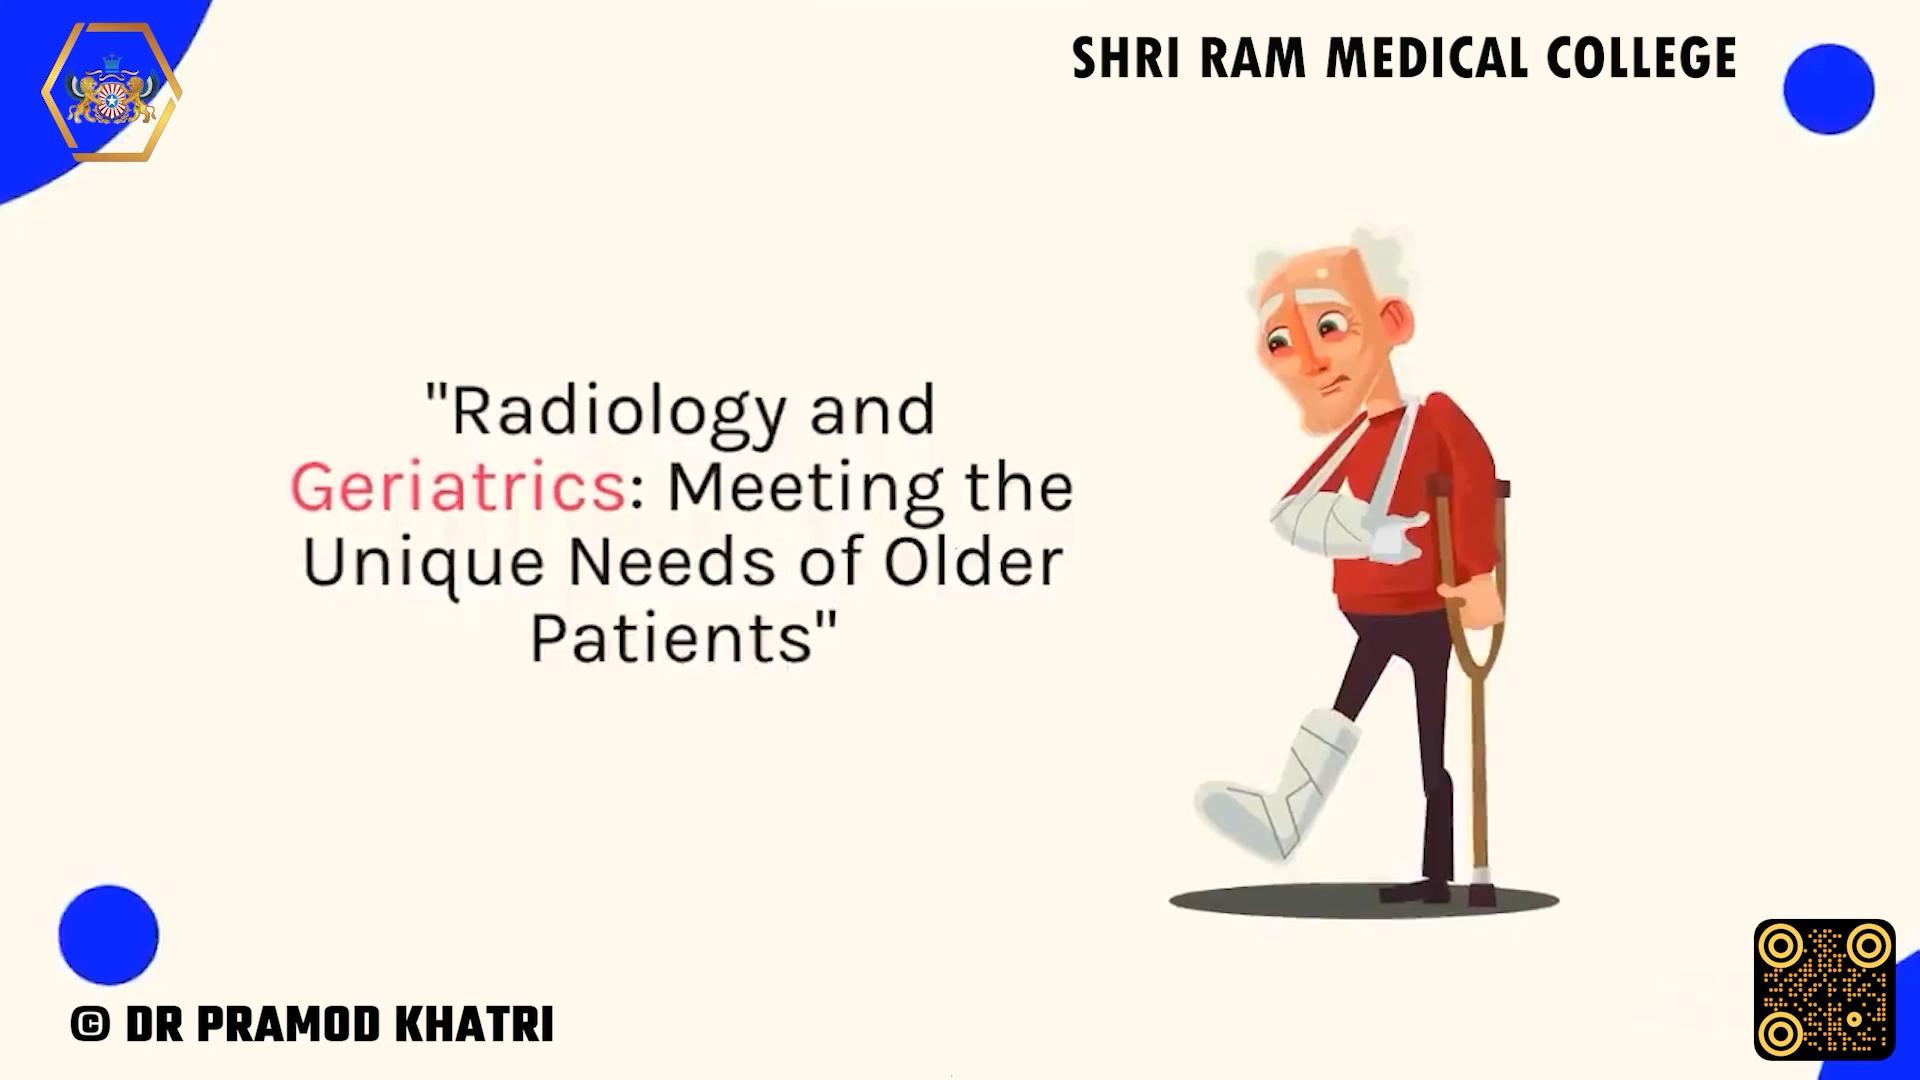 SHRI RAM MEDICAL COLLEGE
"Radiology and
Geriatrics: Meeting the
Unique Needs of Older
Patients"
© DR PRAMOD KHATRI